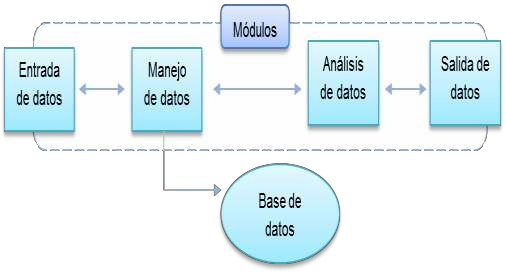 Módulos
Entrada
de datos
Manejo
de datos
Análisis
de datos
Salida de
datos
Base de
datos